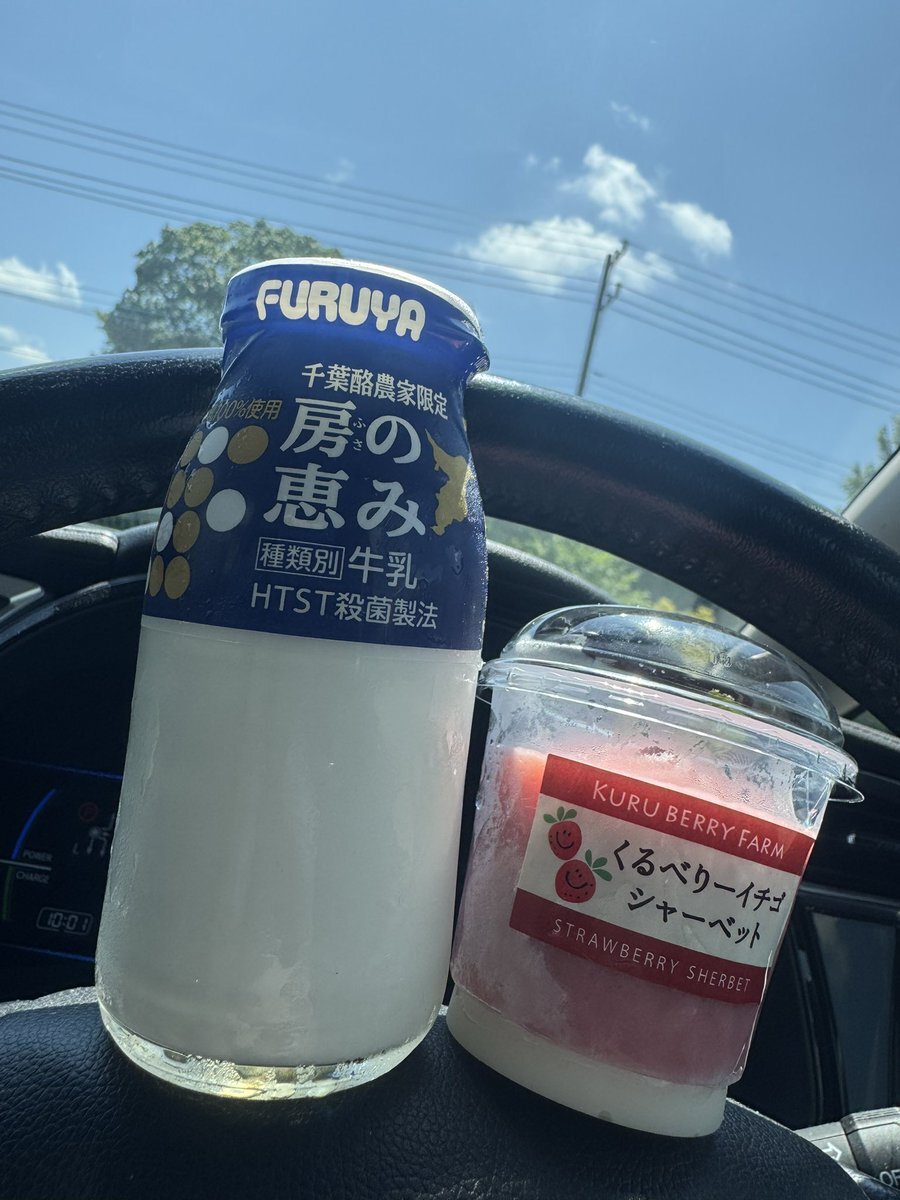 FURUYA
千葉酪農家限定
100%使用
房の
ふさ
恵み
種類別 牛乳
HTST殺菌製法
KURU BERRY FARM
くるべりーイチゴ
シャーベット
STRAWBERRY SHERBET
POWER
CHARGE
10:01